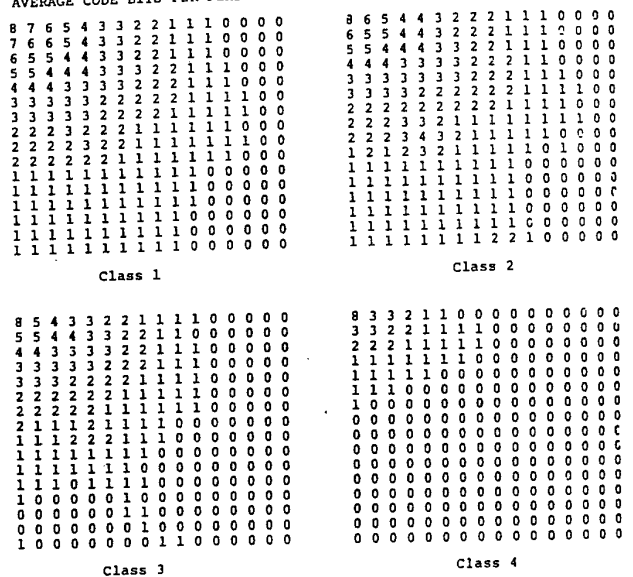 AVERAGE CODE BITS PER
8 7 6 5 4 3 3 2 2 1 1 1 0 0 0 0
7 6 6 5 4 3 3 2 2 1 1 1 0 0 0 0
6 5 5 4 4 3 3 2 2 1 1 1 0 0 0 0
5 5 4 4 4 3 3 2 2 1 1 1 0 0 0 0
4 4 4 3 3 3 3 2 2 1 1 1 1 0 0 0
3 3 3 3 3 2 2 2 2 1 1 1 1 0 0 0
3 3 3 3 2 2 2 2 2 1 1 1 1 0 0 0
2 2 2 3 2 2 2 1 1 1 1 1 1 0 0 0
2 2 2 2 2 2 1 1 1 1 1 1 1 1 0 0
2 2 2 2 2 2 1 1 1 1 1 1 1 0 0 0
1 1 1 1 1 1 1 1 1 1 1 0 0 0 0 0
1 1 1 1 1 1 1 1 1 1 1 0 0 0 0 0
1 1 1 1 1 1 1 1 1 1 1 0 0 0 0 0
1 1 1 1 1 1 1 1 1 1 1 0 0 0 0 0
1 1 1 1 1 1 1 1 1 1 0 0 0 0 0 0
1 1 1 1 1 1 1 1 1 1 0 0 0 0 0 0
Class 1
8 6 5 4 4 3 2 2 2 1 1 1 0 0 0 0
6 5 5 4 4 3 2 2 2 1 1 0 0 0 0
5 5 4 4 3 3 3 2 2 1 1 1 0 0 0 0
4 4 4 3 3 3 3 2 2 1 1 1 0 0 0 0
3 3 3 3 3 3 3 2 2 1 1 1 1 0 0 0
3 3 3 3 2 2 2 2 2 1 1 1 1 1 0 0
2 2 2 2 2 2 2 2 1 1 1 1 1 0 0 0
2 2 2 2 3 3 2 2 1 1 1 1 1 1 0 0
2 2 2 3 4 3 2 1 1 1 1 1 0 0 0
1 2 1 2 3 2 1 1 1 1 1 0 1 0 0 0
1 1 1 1 1 1 1 1 1 1 1 0 0 0 0 0
1 1 1 1 1 1 1 1 1 1 0 0 0 0 0
1 1 1 1 1 1 1 1 1 1 0 0 0 0 0
1 1 1 1 1 1 1 1 1 1 0 0 0 0 0 0
1 1 1 1 1 1 1 1 1 1 0 0 0 0 0 0
1 1 1 1 1 1 1 2 2 1 0 0 0 0 0 0
Class 2
8 5 4 3 3 2 2 1 1 1 1 0 0 0 0 0
5 5 4 4 3 3 2 2 1 1 0 0 0 0 0 0
4 4 3 3 3 3 2 2 1 1 1 0 0 0 0 0
3 3 3 3 3 2 2 2 1 1 1 0 0 0 0 0
3 3 3 2 2 2 2 1 1 1 1 0 0 0 0 0
2 2 2 2 2 2 1 1 1 1 1 0 0 0 0 0
2 2 2 2 2 1 1 1 1 1 1 0 0 0 0 0
2 1 1 1 2 1 1 1 1 1 0 0 0 0 0 0
1 1 1 2 2 2 1 1 1 0 0 0 0 0 0 0
1 1 1 1 1 1 1 1 1 0 0 0 0 0 0 0
1 1 1 1 1 1 1 1 0 0 0 0 0 0 0 0
1 1 1 0 1 1 1 1 0 0 0 0 0 0 0 0
1 0 0 0 0 0 1 0 0 0 0 0 0 0 0 0
0 0 0 0 0 0 1 1 0 0 0 0 0 0 0 0
0 0 0 0 0 0 0 1 0 0 0 0 0 0 0 0
1 0 0 0 0 0 0 0 1 1 0 0 0 0 0 0
Class 3
8 3 3 2 1 1 0 0 0 0 0 0 0 0 0 0
3 3 2 2 1 1 1 1 0 0 0 0 0 0 0 0
2 2 2 1 1 1 1 0 0 0 0 0 0 0 0 0
1 1 1 1 1 1 1 0 0 0 0 0 0 0 0 0
1 1 1 1 1 0 0 0 0 0 0 0 0 0 0 0
1 1 1 0 0 0 0 0 0 0 0 0 0 0 0 0
1 0 0 0 0 0 0 0 0 0 0 0 0 0 0 0
0 0 0 0 0 0 0 0 0 0 0 0 0 0 0 0
0 0 0 0 0 0 0 0 0 0 0 0 0 0 0
0 0 0 0 0 0 0 0 0 0 0 0 0 0 0
0 0 0 0 0 0 0 0 0 0 0 0 0 0 0 0
0 0 0 0 0 0 0 0 0 0 0 0 0 0 0 0
0 0 0 0 0 0 0 0 0 0 0 0 0 0 0 0
0 0 0 0 0 0 0 0 0 0 0 0 0 0 0 0
0 0 0 0 0 0 0 0 0 0 0 0 0 0 0 0
0 0 0 0 0 0 0 0 0 0 0 0 0 0 0 0
Class 4